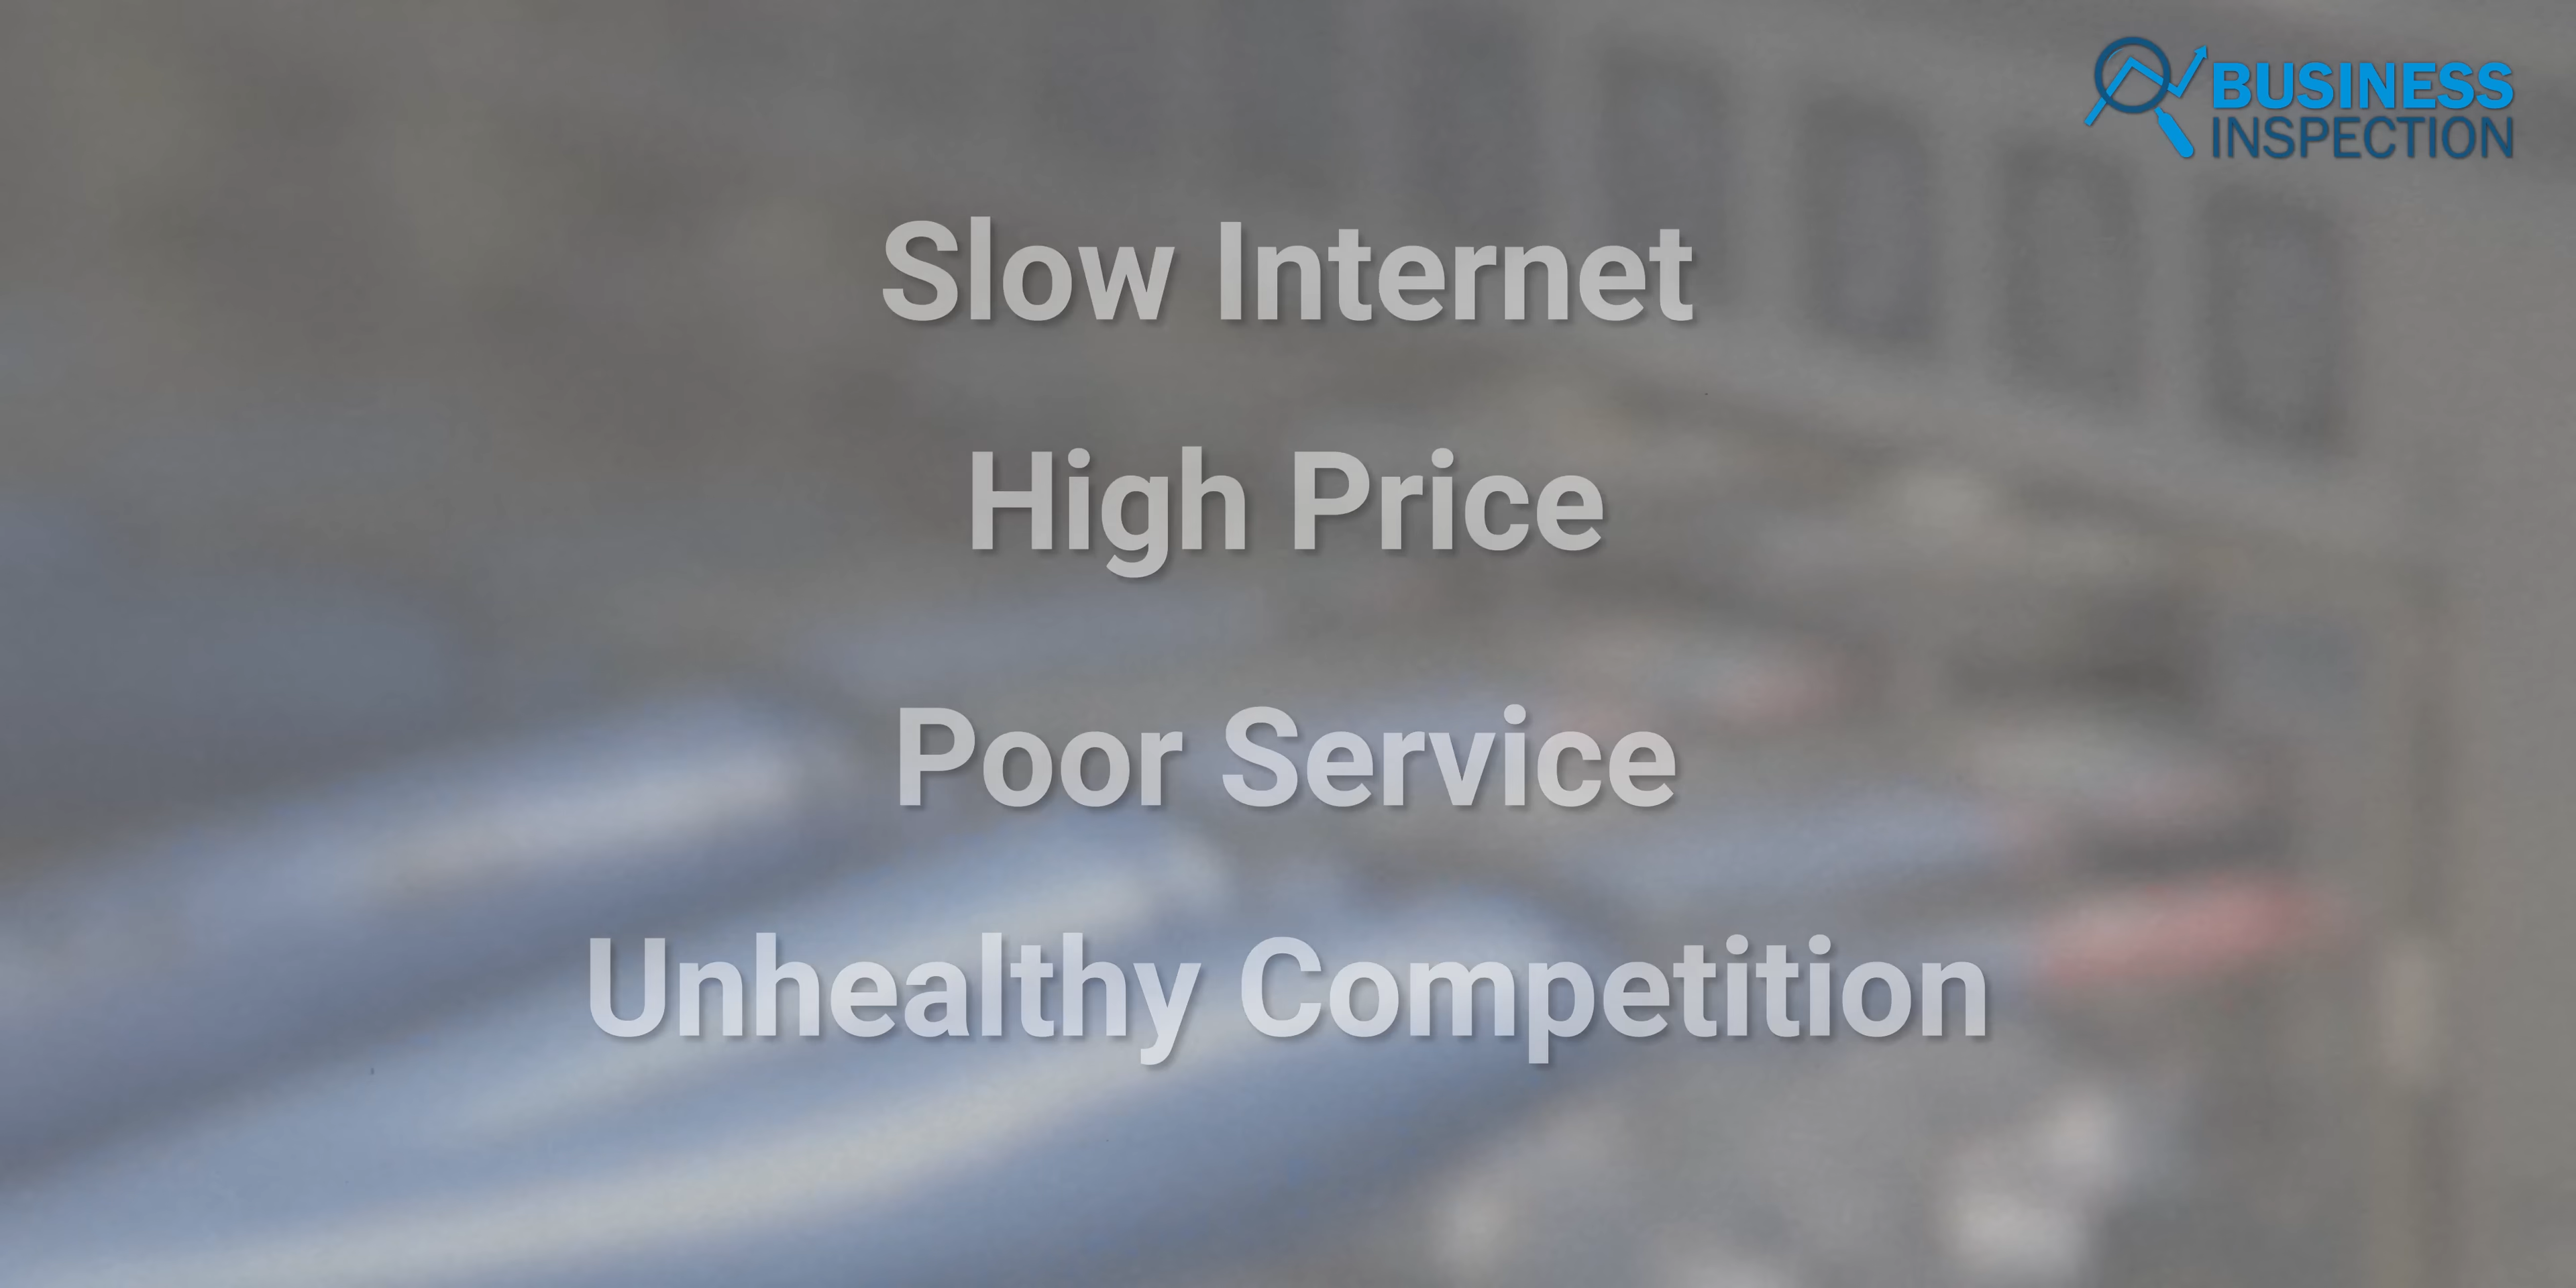 BUSINESS
INSPECTION
Slow Internet
High Price
Poor Service
Unhealthy Competition